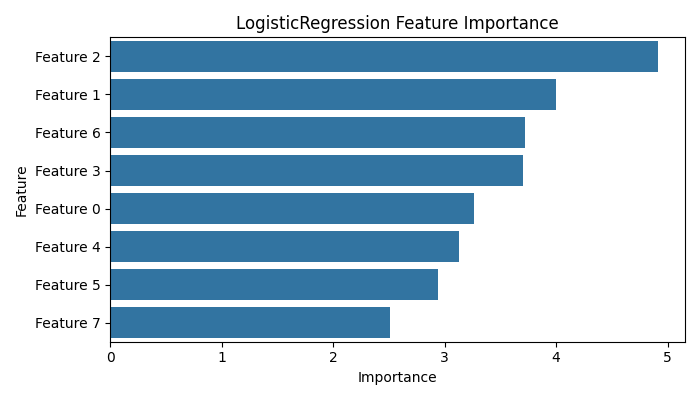 LogisticRegression Feature Importance
Feature 2
Feature 1
Feature 6
Feature 3
Feature 0
Feature 4
Feature 5
Feature 7
Feature
0 1 2 3 4 5
Importance